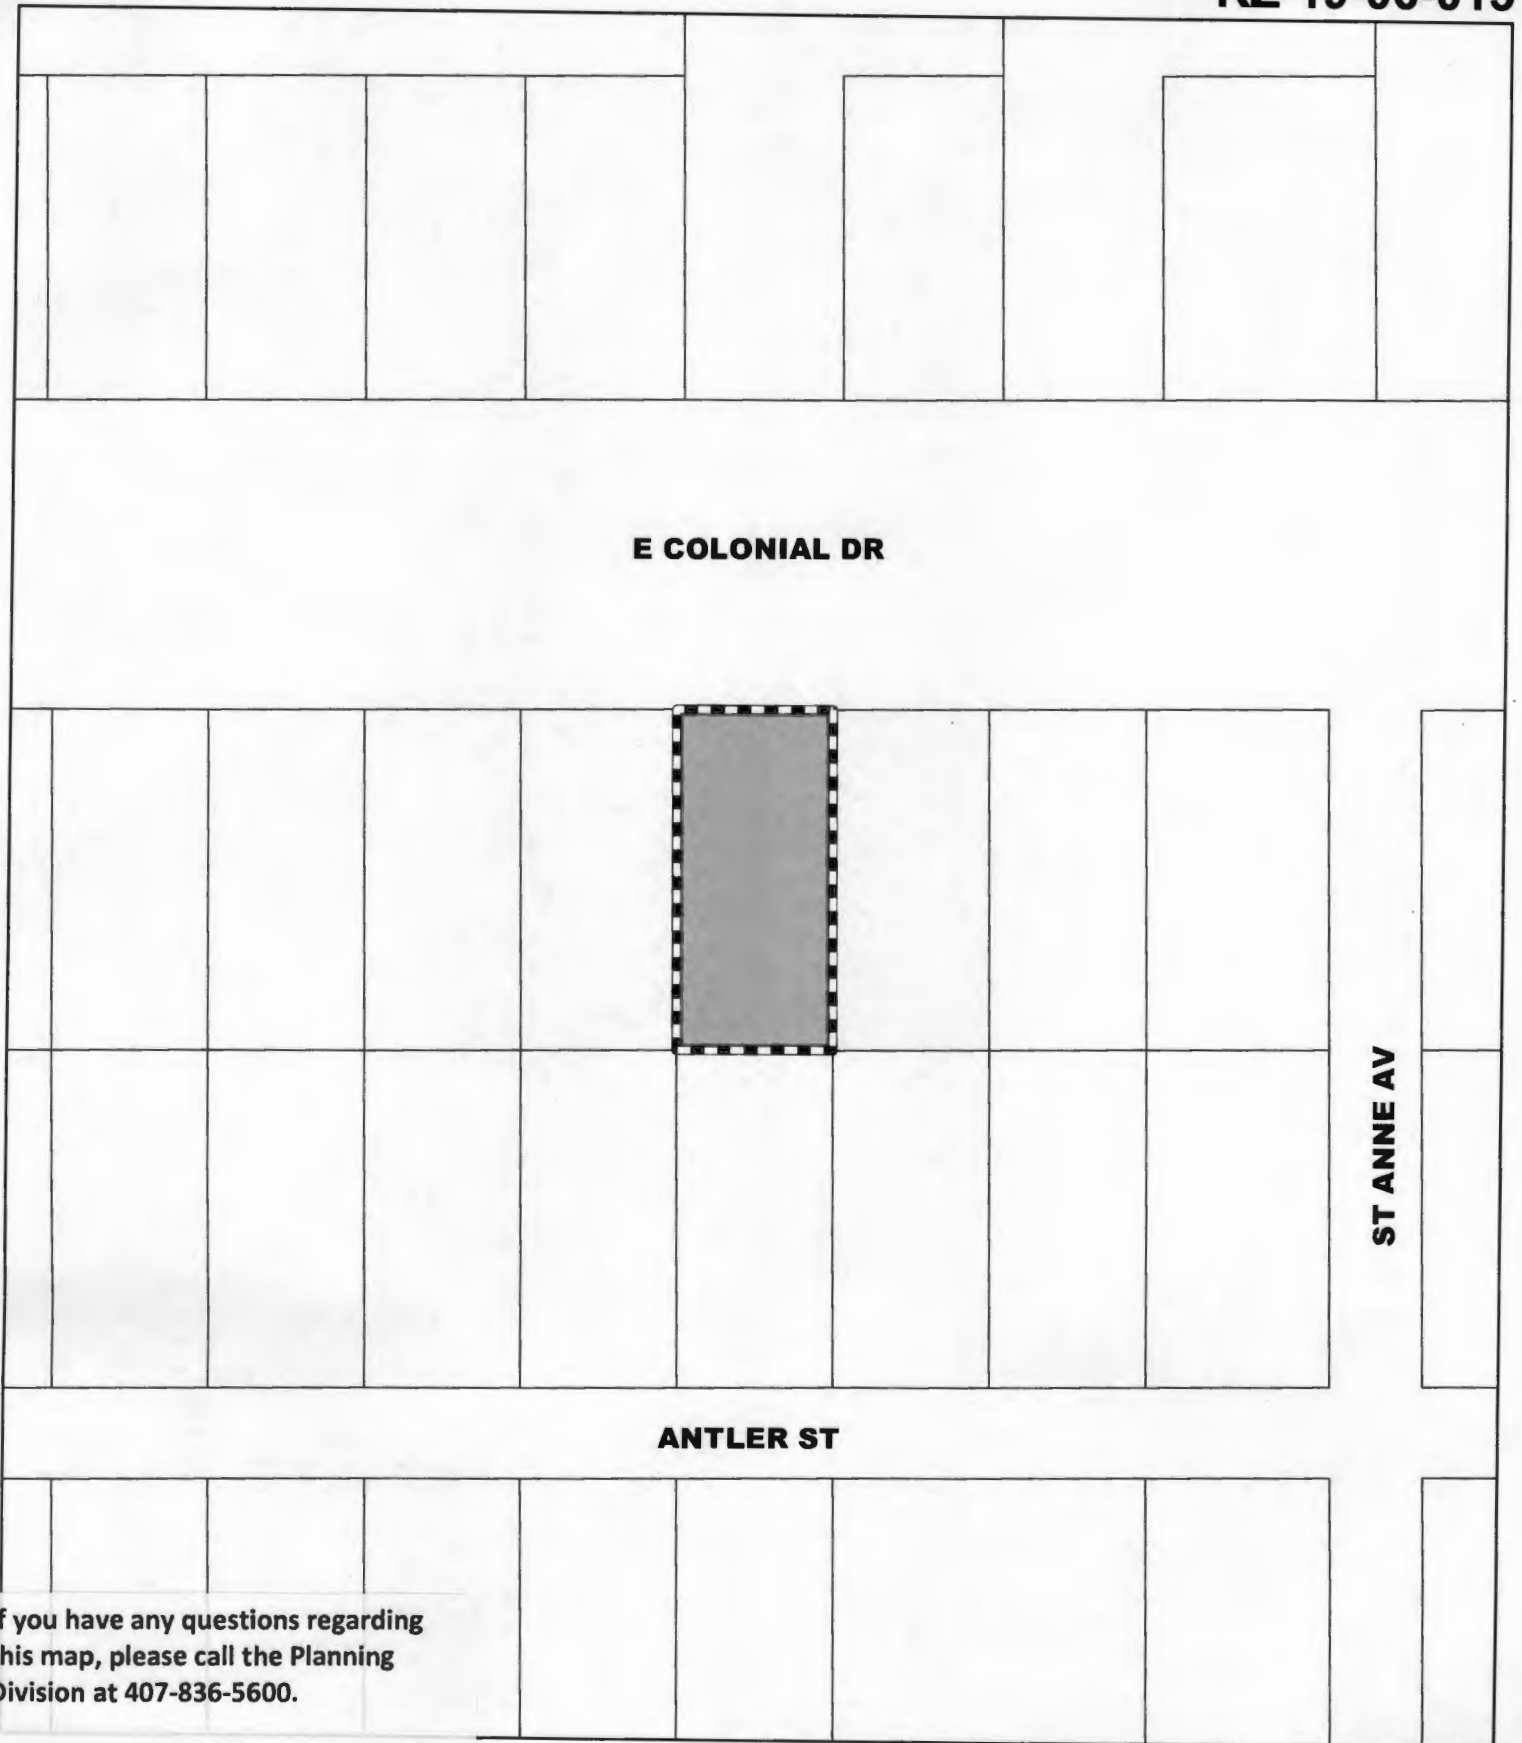 E COLONIAL DR
ST ANNE AV
ANTLER ST
f you have any questions regarding
his map, please call the Planning
Division at 407-836-5600.